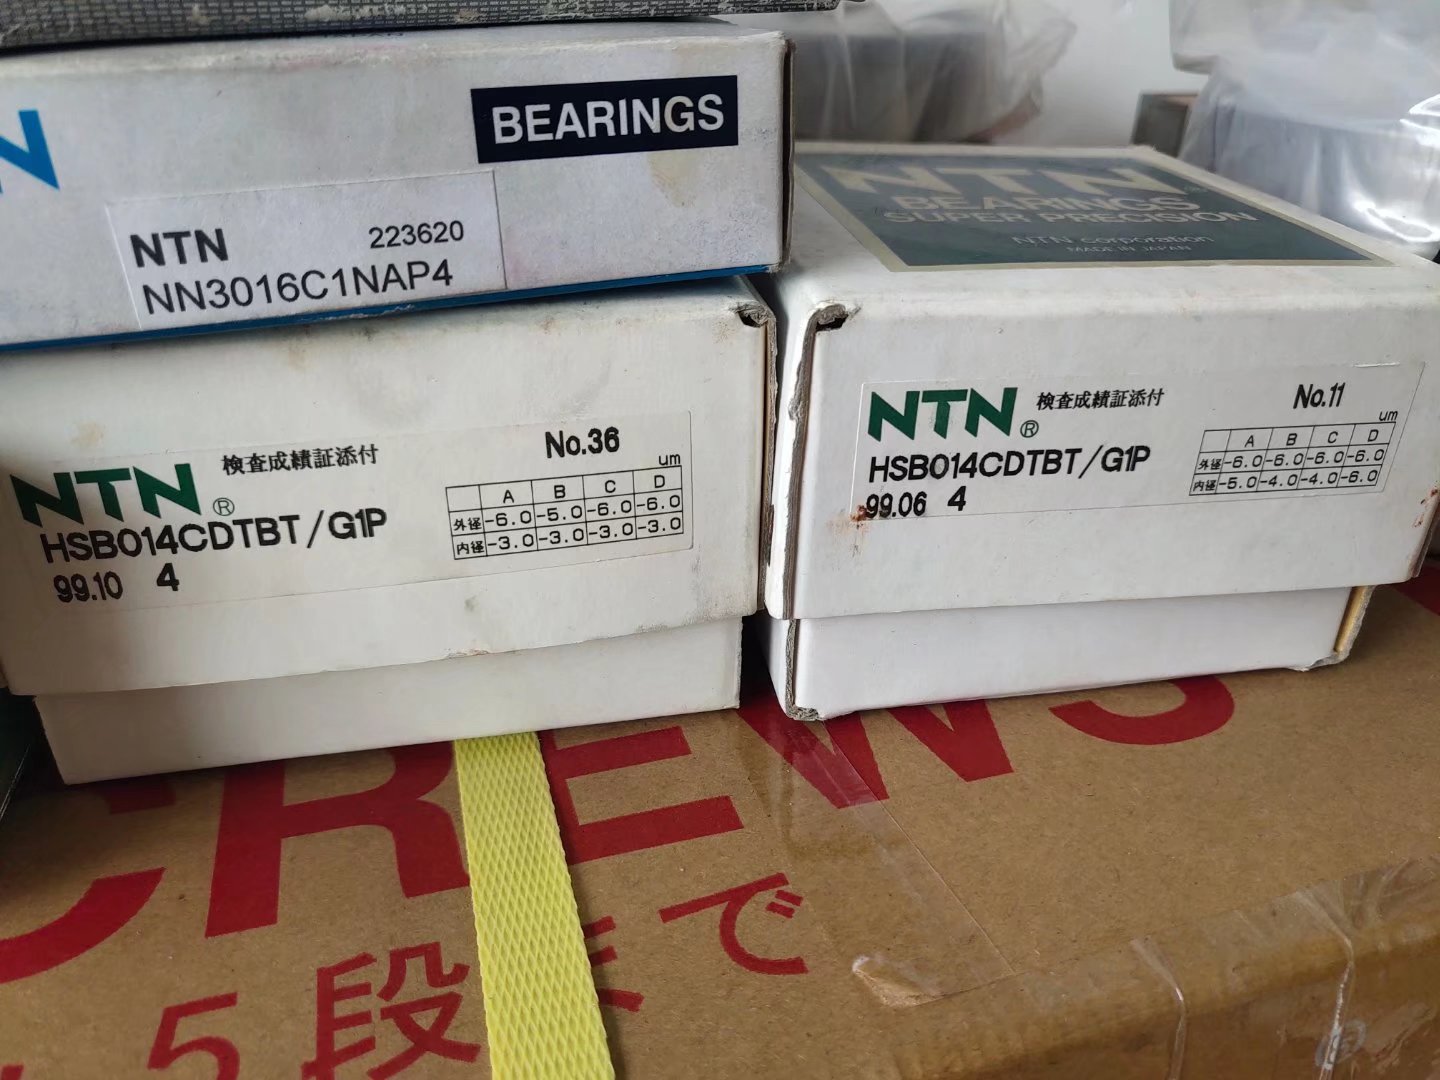 BEARINGS
NTN 223620
NN3016C1NAP4
NTN® 検査成績証添付 No.36
HSB014CDTBT/G1P
99.10 4
um
A B C D
外径 -6.0 -5.0 -6.0 -6.0
内径 -3.0 -3.0 -3.0 -3.0
NTN®
BEARINGS
SUPER PRECISION
NTN corporation
MADE IN JAPAN
NTN® 検査成績証添付 No.11
HSB014CDTBT/G1P
99.06 4
um
A B C D
外径 -6.0 -6.0 -6.0 -6.0
内径 -5.0 -4.0 -4.0 -6.0
CREWS
5段まで